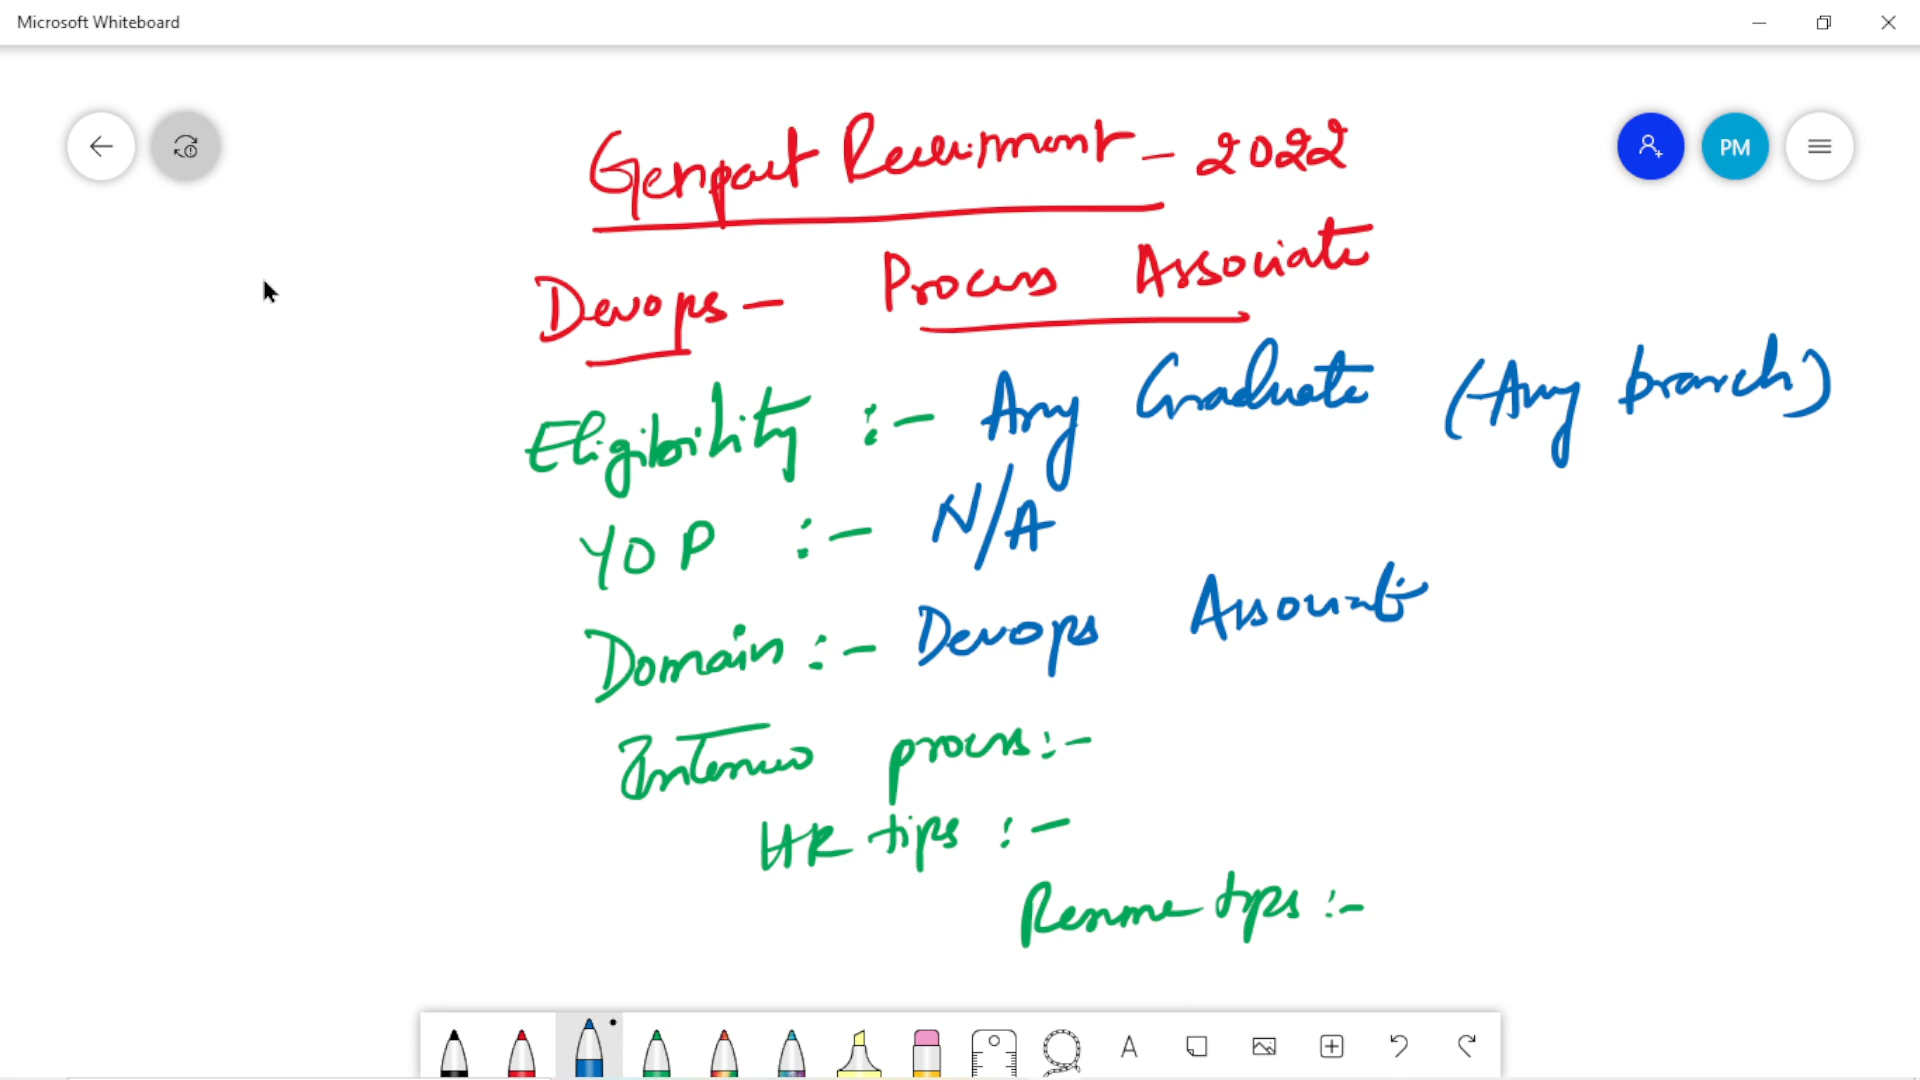 Microsoft Whiteboard
PM
Genpact Recruitment - 2022
Devops - Process Associate
Eligibility :- Any Graduate (Any branch)
YOP :- N/A
Domain :- Devops Associate
Interview process :-
HR tips :-
Resume tips :-
A